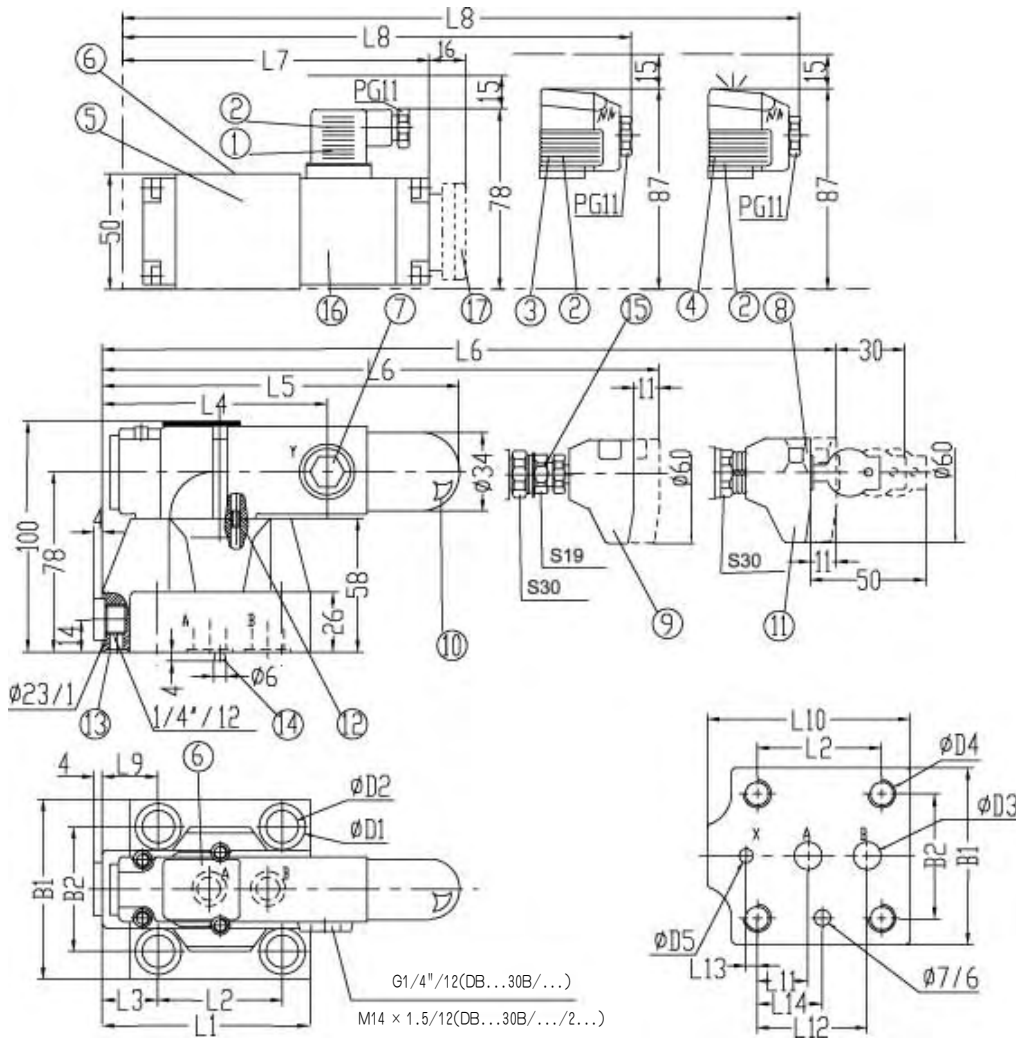 L8
L8
L7
16
15
15
⑥
PG11
②
⑤
①
50
78
87
PG11
87
PG11
⑯
⑦
⑰
③
②
⑮
④
②
⑧
L6
30
L6
L5
L4
11
Y
Ø34
Ø60
Ø60
100
78
4
58
S19
S30
S30
11
50
14
A
B
26
⑩
⑨
⑪
4
Ø6
Ø23/1
⑬
1/4"/12
⑭
⑫
L10
L2
ØD4
⑥
4
L9
ØD2
ØD1
ØD3
X
A
B
B2
B1
B1
B2
A
B
ØD5
L13
L11
L14
L12
Ø7/6
G1/4"/12(DB...30B/...)
L3
L2
L1
M14 × 1.5/12(DB...30B/.../2...)